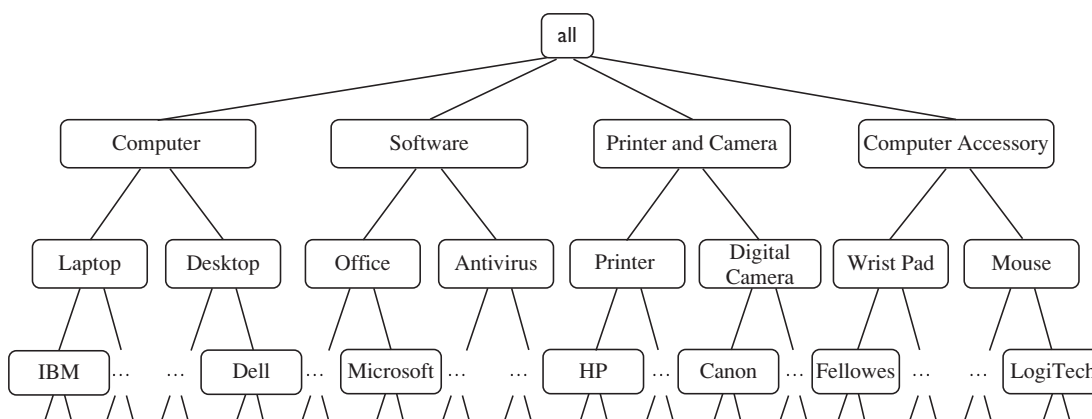 all
Computer
Software
Printer and Camera
Computer Accessory
Laptop
Desktop
Office
Antivirus
Printer
Digital
Camera
Wrist Pad
Mouse
IBM
...
...
Dell
...
Microsoft
...
...
HP
...
Canon
...
Fellowes
...
...
LogiTech